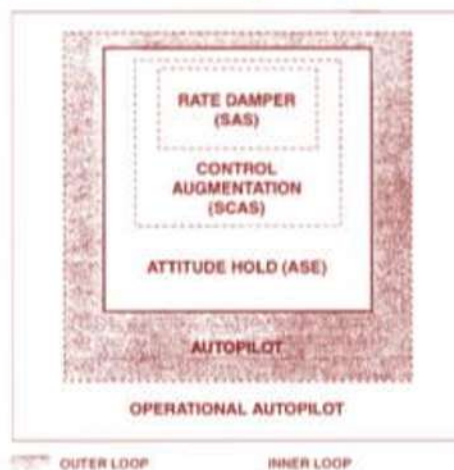 RATE DAMPER
(SAS)
CONTROL
AUGMENTATION
(SCAS)
ATTITUDE HOLD (ASE)
AUTOPILOT
OPERATIONAL AUTOPILOT
OUTER LOOP
INNER LOOP